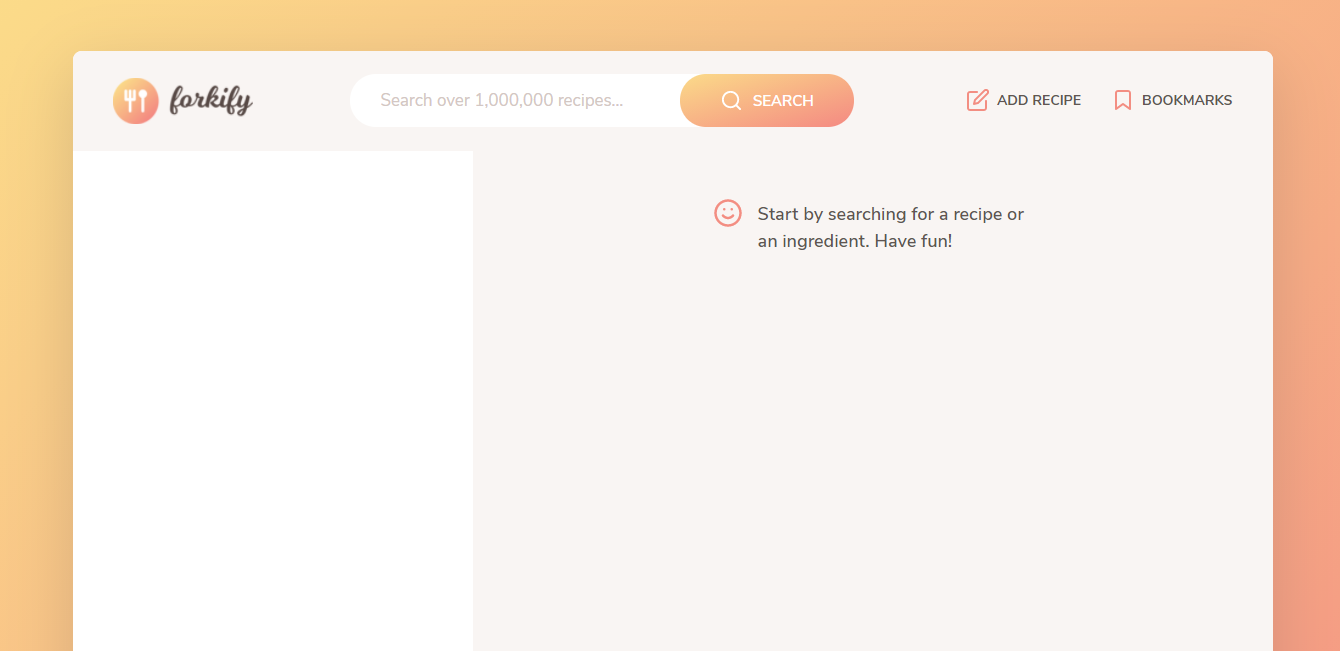 forkify
Search over 1,000,000 recipes...
SEARCH
ADD RECIPE
BOOKMARKS
Start by searching for a recipe or
an ingredient. Have fun!